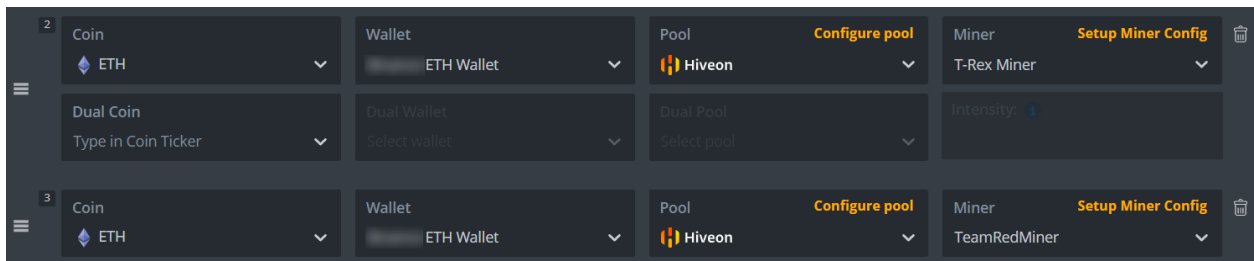 2
Coin
ETH
Wallet
ETH Wallet
Pool Configure pool
Hiveon
Miner Setup Miner Config
T-Rex Miner
Dual Coin
Type in Coin Ticker
Dual Wallet
Select wallet
Dual Pool
Select pool
Intensity:
3
Coin
ETH
Wallet
ETH Wallet
Pool Configure pool
Hiveon
Miner Setup Miner Config
TeamRedMiner